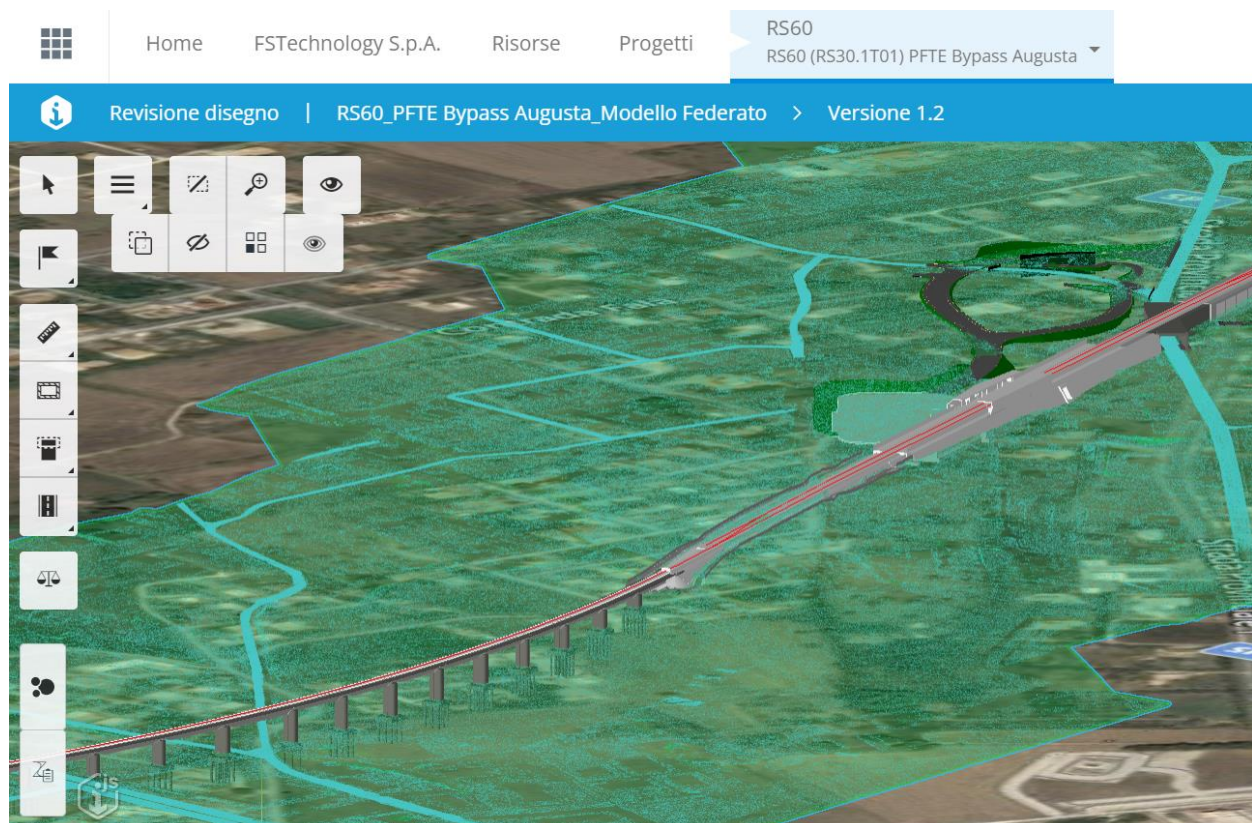 Home FSTechnology S.p.A. Risorse Progetti
RS60
RS60 (RS30.1T01) PFTE Bypass Augusta
Revisione disegno | RS60_PFTE Bypass Augusta_Modello Federato > Versione 1.2
.js